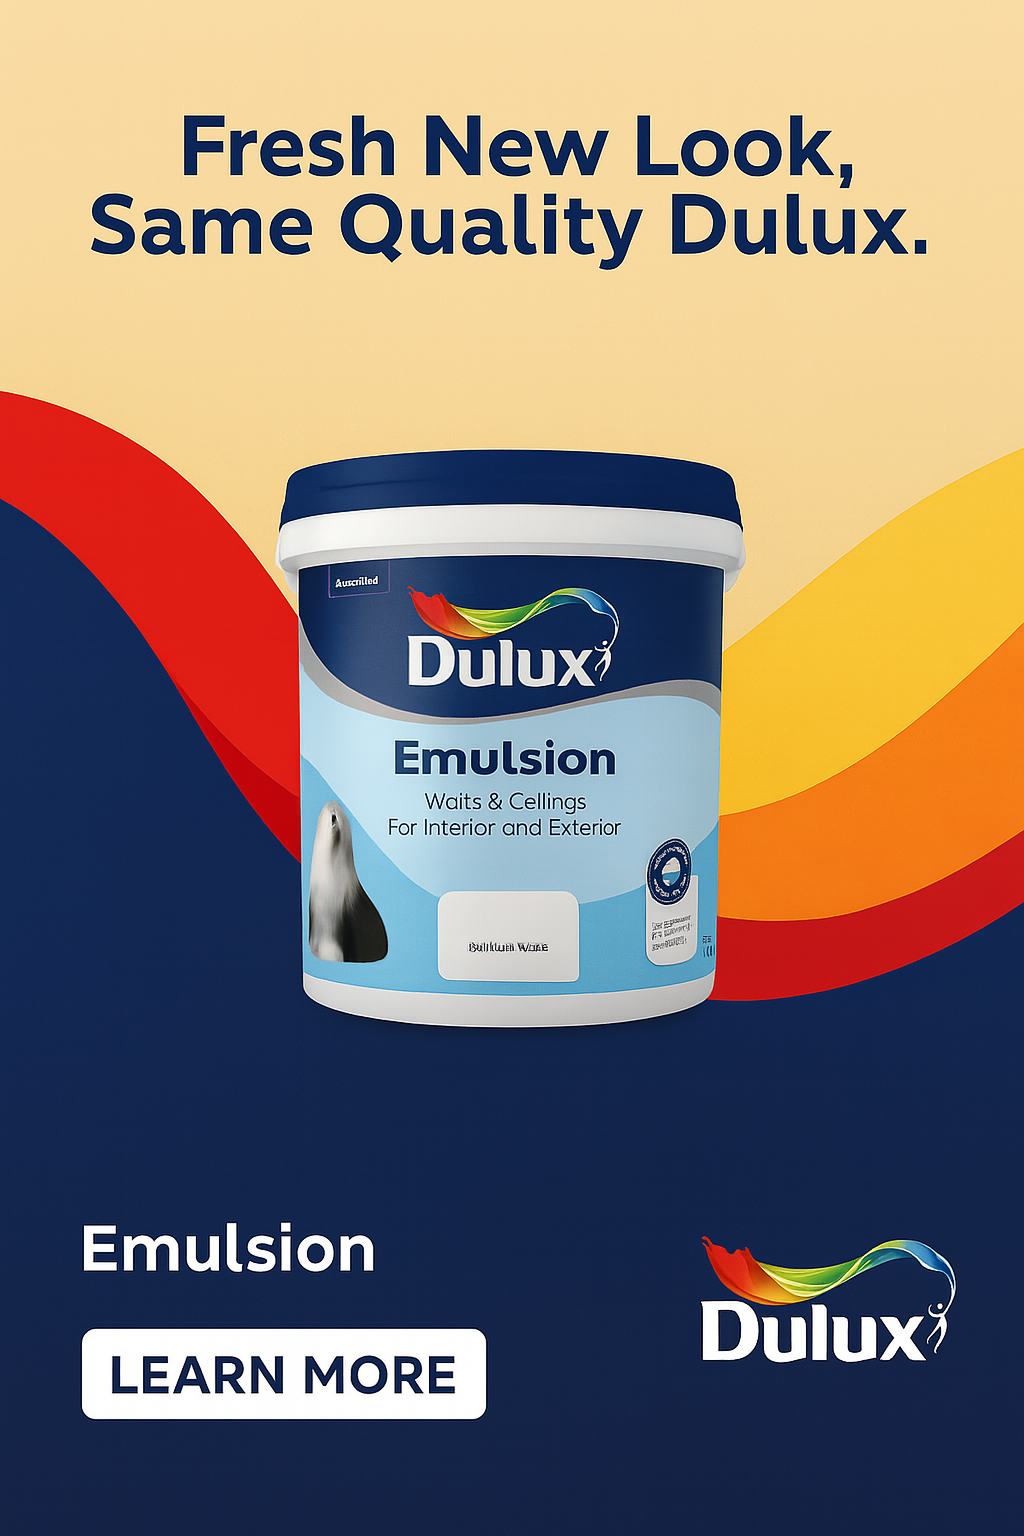 Fresh New Look,
Same Quality Dulux.
Auscrilled
Dulux
Emulsion
Waits & Cellings
For Interior and Exterior
Emulsion
LEARN MORE
Dulux